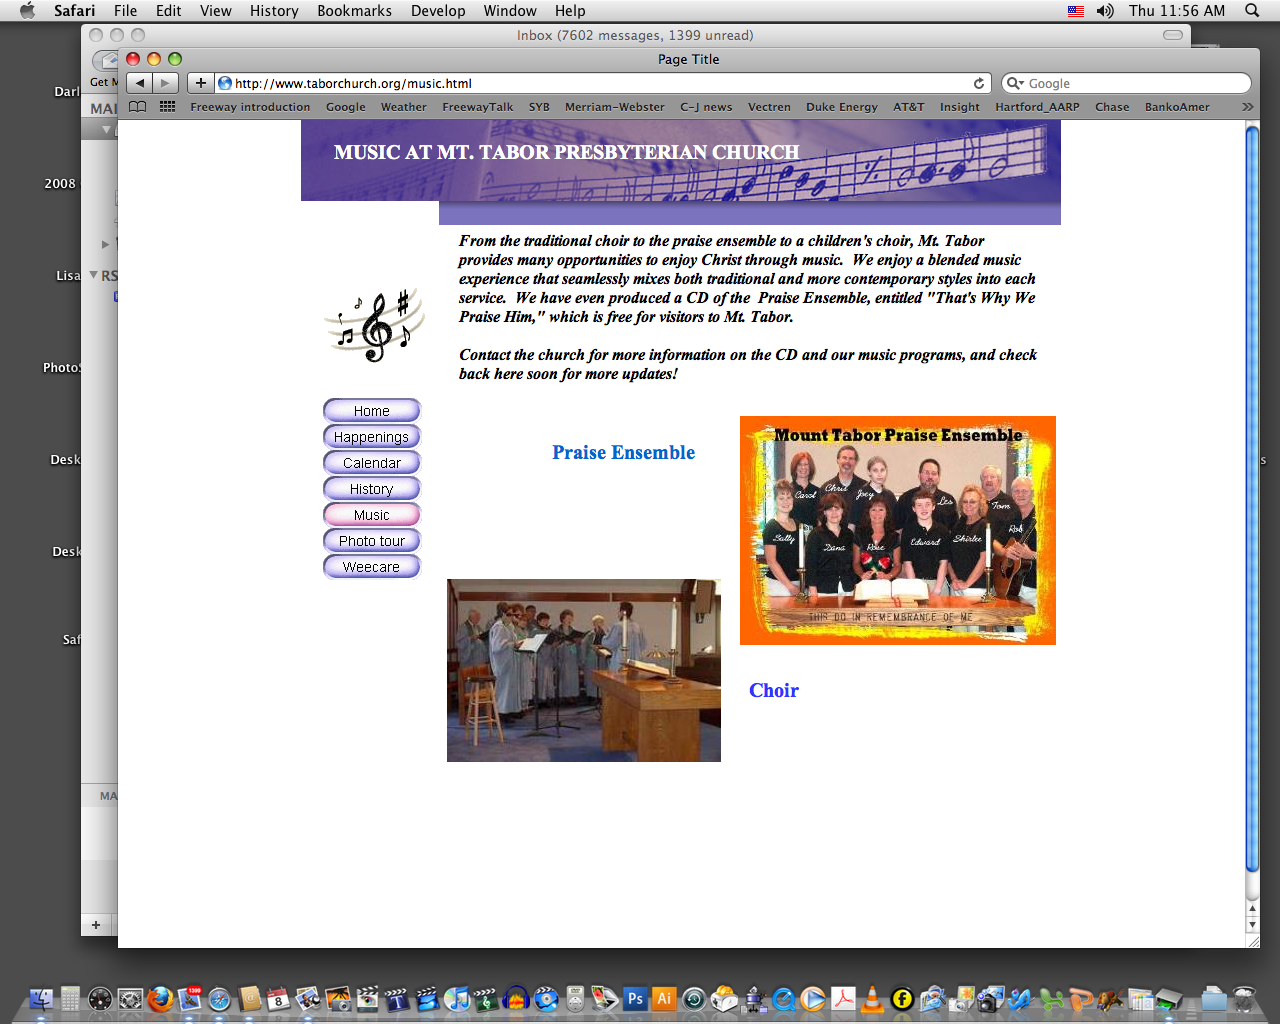 Safari File Edit View History Bookmarks Develop Window Help
Thu 11:56 AM
Inbox (7602 messages, 1399 unread)
Page Title
Get M
http://www.taborchurch.org/music.html
Google
Freeway introduction Google Weather FreewayTalk SYB Merriam-Webster C-J news Vectren Duke Energy AT&T Insight Hartford_AARP Chase BankoAmer
Darl
MAI
2008
Lisa
RS
PhotoS
Desk
Desk
Saf
MA
MUSIC AT MT. TABOR PRESBYTERIAN CHURCH
From the traditional choir to the praise ensemble to a children's choir, Mt. Tabor
provides many opportunities to enjoy Christ through music.  We enjoy a blended music
experience that seamlessly mixes both traditional and more contemporary styles into each
service.  We have even produced a CD of the  Praise Ensemble, entitled "That's Why We
Praise Him," which is free for visitors to Mt. Tabor.
Contact the church for more information on the CD and our music programs, and check
back here soon for more updates!
Home
Happenings
Calendar
History
Music
Photo tour
Weecare
Praise Ensemble
Mount Tabor Praise Ensemble
Carol Chris Joey Les Tom Rob
Sally Dana Rose Edward Shirlee
THIS DO IN REMEMBRANCE OF ME
Choir
1399
8
Ps
Ai